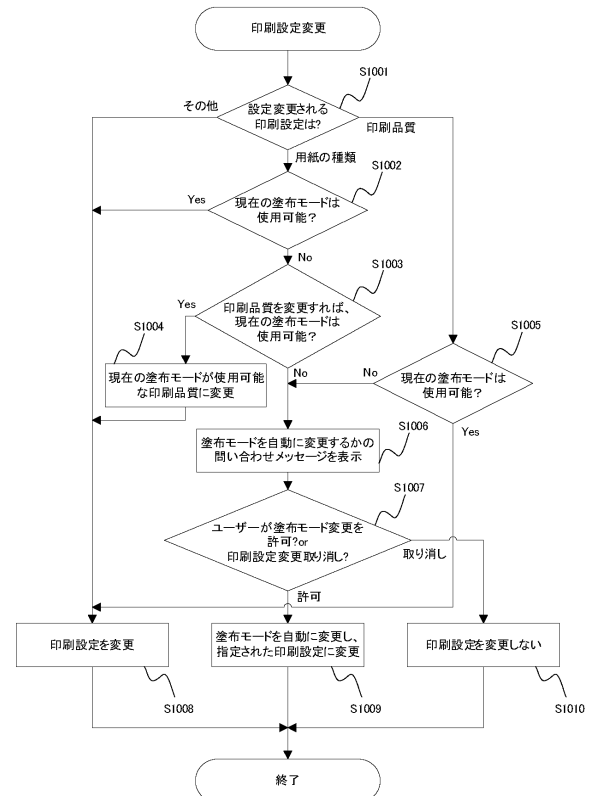 印刷設定変更
S1001
その他
設定変更される
印刷設定は?
印刷品質
用紙の種類
S1002
Yes
現在の塗布モードは
使用可能?
No
S1003
Yes
印刷品質を変更すれば、
現在の塗布モードは
使用可能?
S1004
S1005
現在の塗布モードが使用可能
な印刷品質に変更
No
No
現在の塗布モードは
使用可能?
Yes
S1006
塗布モードを自動に変更するかの
問い合わせメッセージを表示
S1007
ユーザーが塗布モード変更を
許可?or
印刷設定変更取り消し?
取り消し
許可
印刷設定を変更
塗布モードを自動に変更し、
指定された印刷設定に変更
印刷設定を変更しない
S1008
S1009
S1010
終了